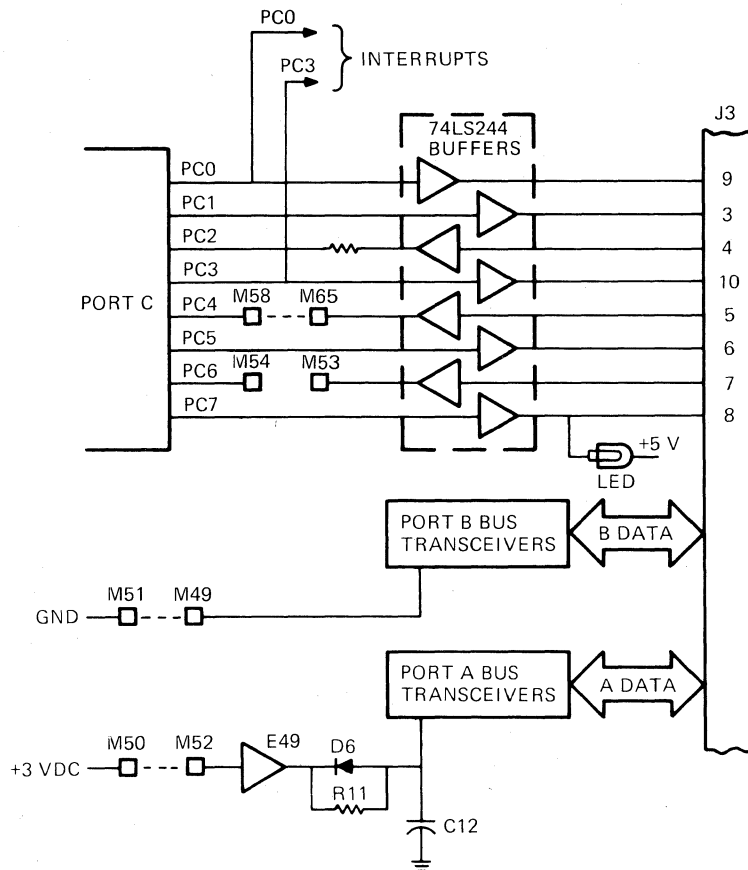 PC0
PC3
INTERRUPTS
J3
74LS244
BUFFERS
PORT C
PC0
9
PC1
3
PC2
4
PC3
10
PC4
M58
M65
5
PC5
6
PC6
M54
M53
7
PC7
8
+5 V
LED
PORT B BUS
TRANSCEIVERS
B DATA
GND
M51
M49
PORT A BUS
TRANSCEIVERS
A DATA
+3 VDC
M50
M52
E49
D6
R11
C12